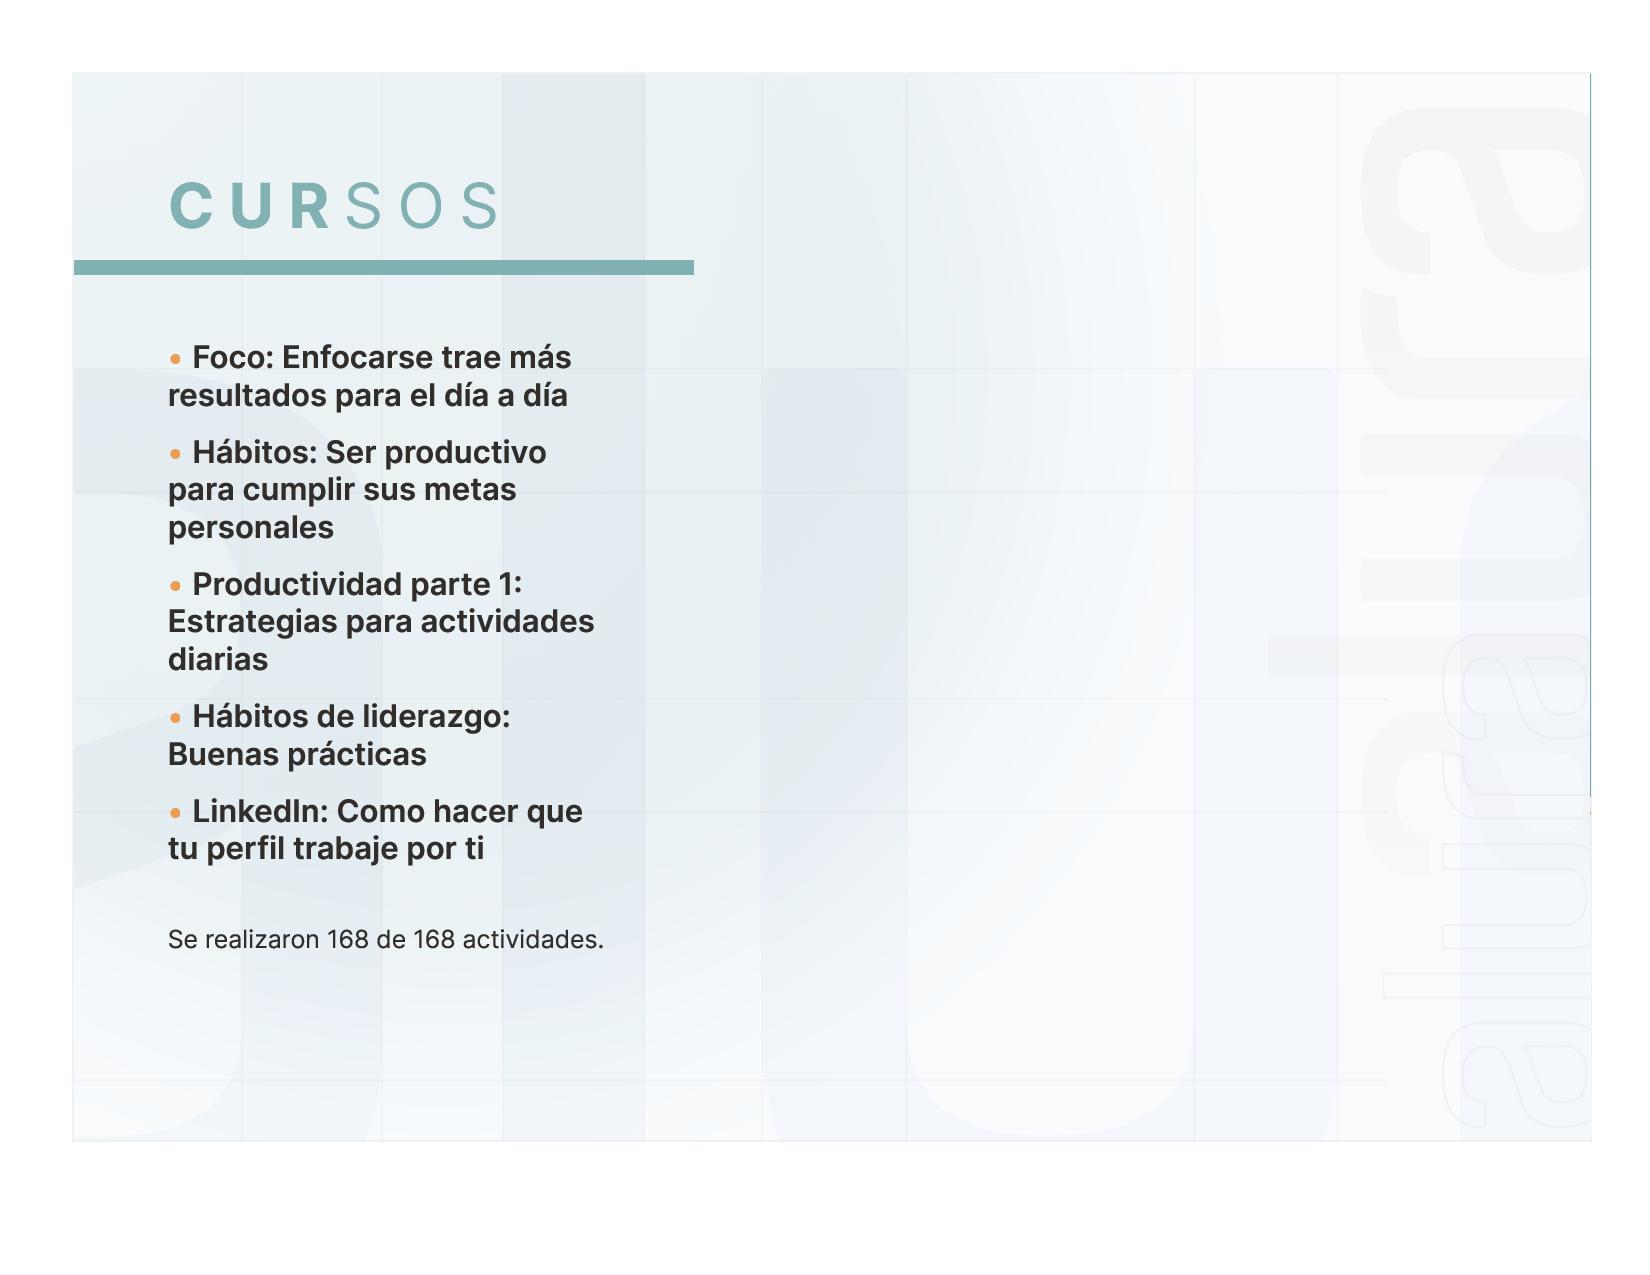 CURSOS
• Foco: Enfocarse trae más
resultados para el día a día
• Hábitos: Ser productivo
para cumplir sus metas
personales
• Productividad parte 1:
Estrategias para actividades
diarias
• Hábitos de liderazgo:
Buenas prácticas
• LinkedIn: Como hacer que
tu perfil trabaje por ti
Se realizaron 168 de 168 actividades.
alura
alura